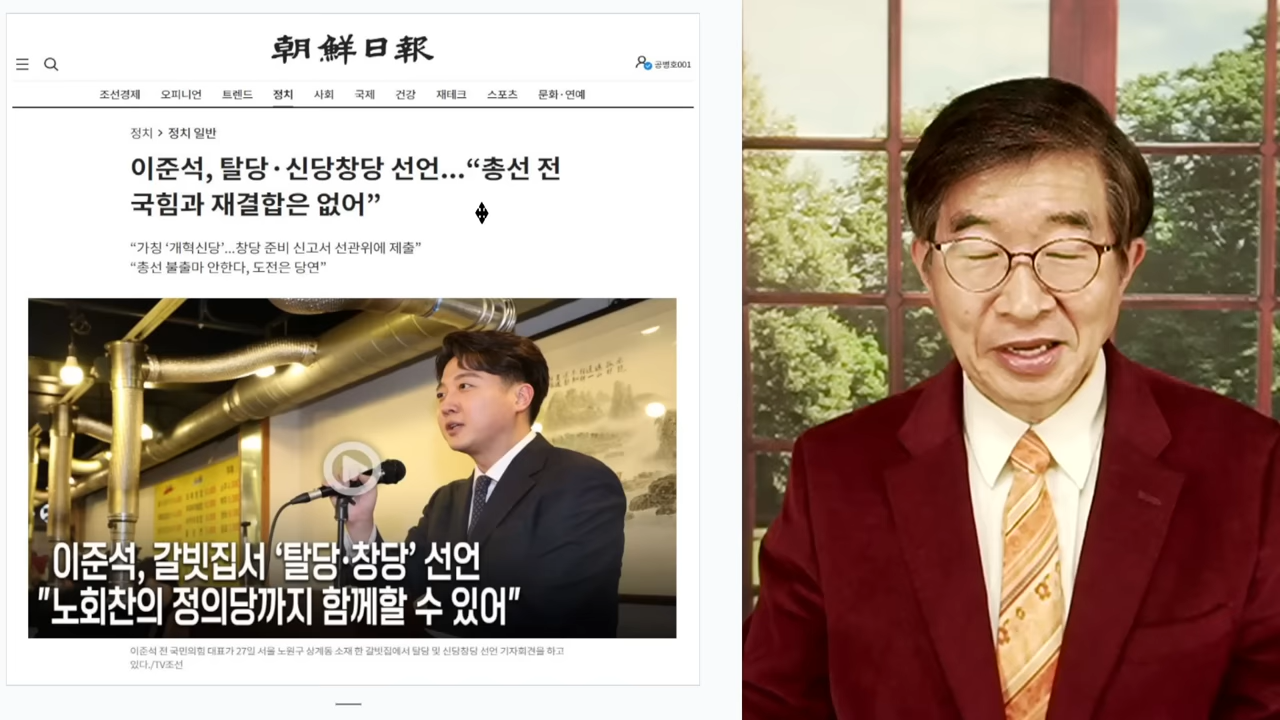 朝鮮日報
공병호001
조선경제 오피니언 트렌드 정치 사회 국제 건강 재테크 스포츠 문화·연예
정치 > 정치 일반
이준석, 탈당·신당창당 선언...“총선 전
국힘과 재결합은 없어”
“가칭 ‘개혁신당’...창당 준비 신고서 선관위에 제출”
“총선 불출마 안한다, 도전은 당연”
이준석, 갈빗집서 ‘탈당·창당’ 선언
"노회찬의 정의당까지 함께할 수 있어"
이준석 전 국민의힘 대표가 27일 서울 노원구 상계동 소재 한 갈빗집에서 탈당 및 신당창당 선언 기자회견을 하고
있다./TV조선